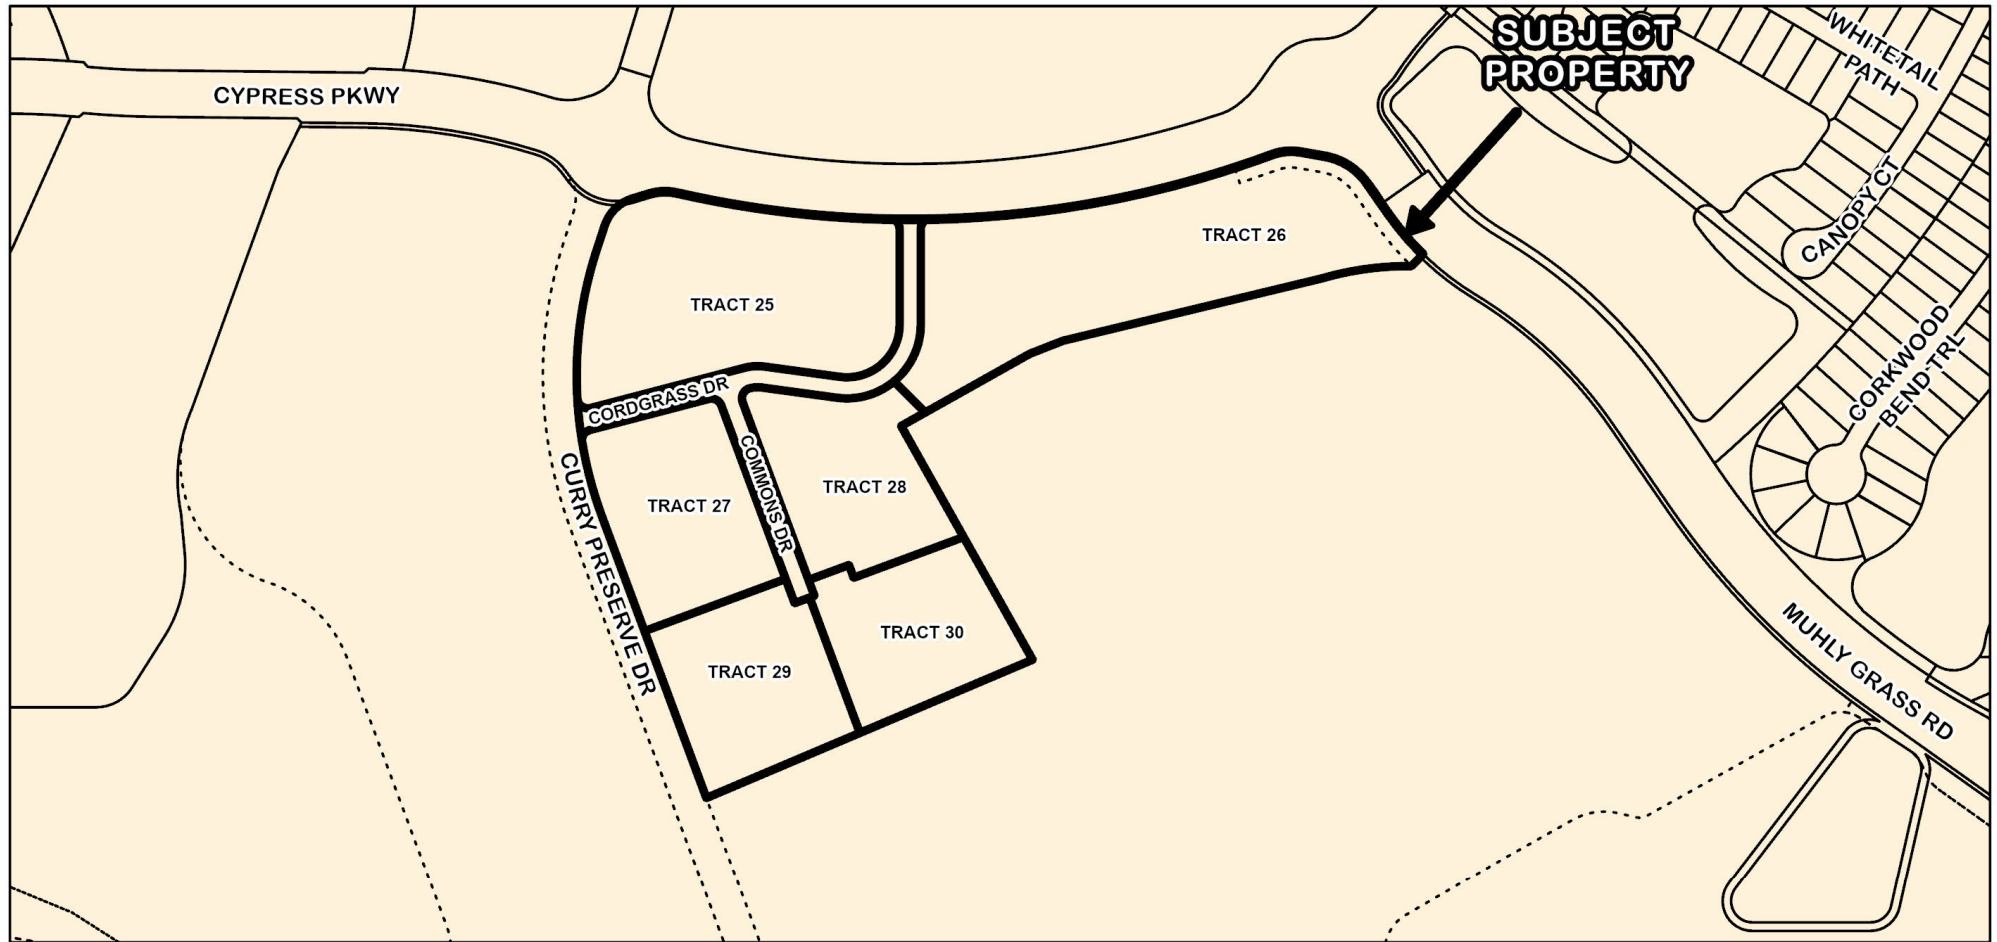 SUBJECT
PROPERTY
WHITETAIL
PATH
CYPRESS PKWY
CANOPY CT
TRACT 26
TRACT 25
CORKWOOD
BEND TRL
CORDGRASS DR
COMMONS DR
CURRY PRESERVE DR
TRACT 28
TRACT 27
TRACT 30
TRACT 29
MUHLY GRASS RD